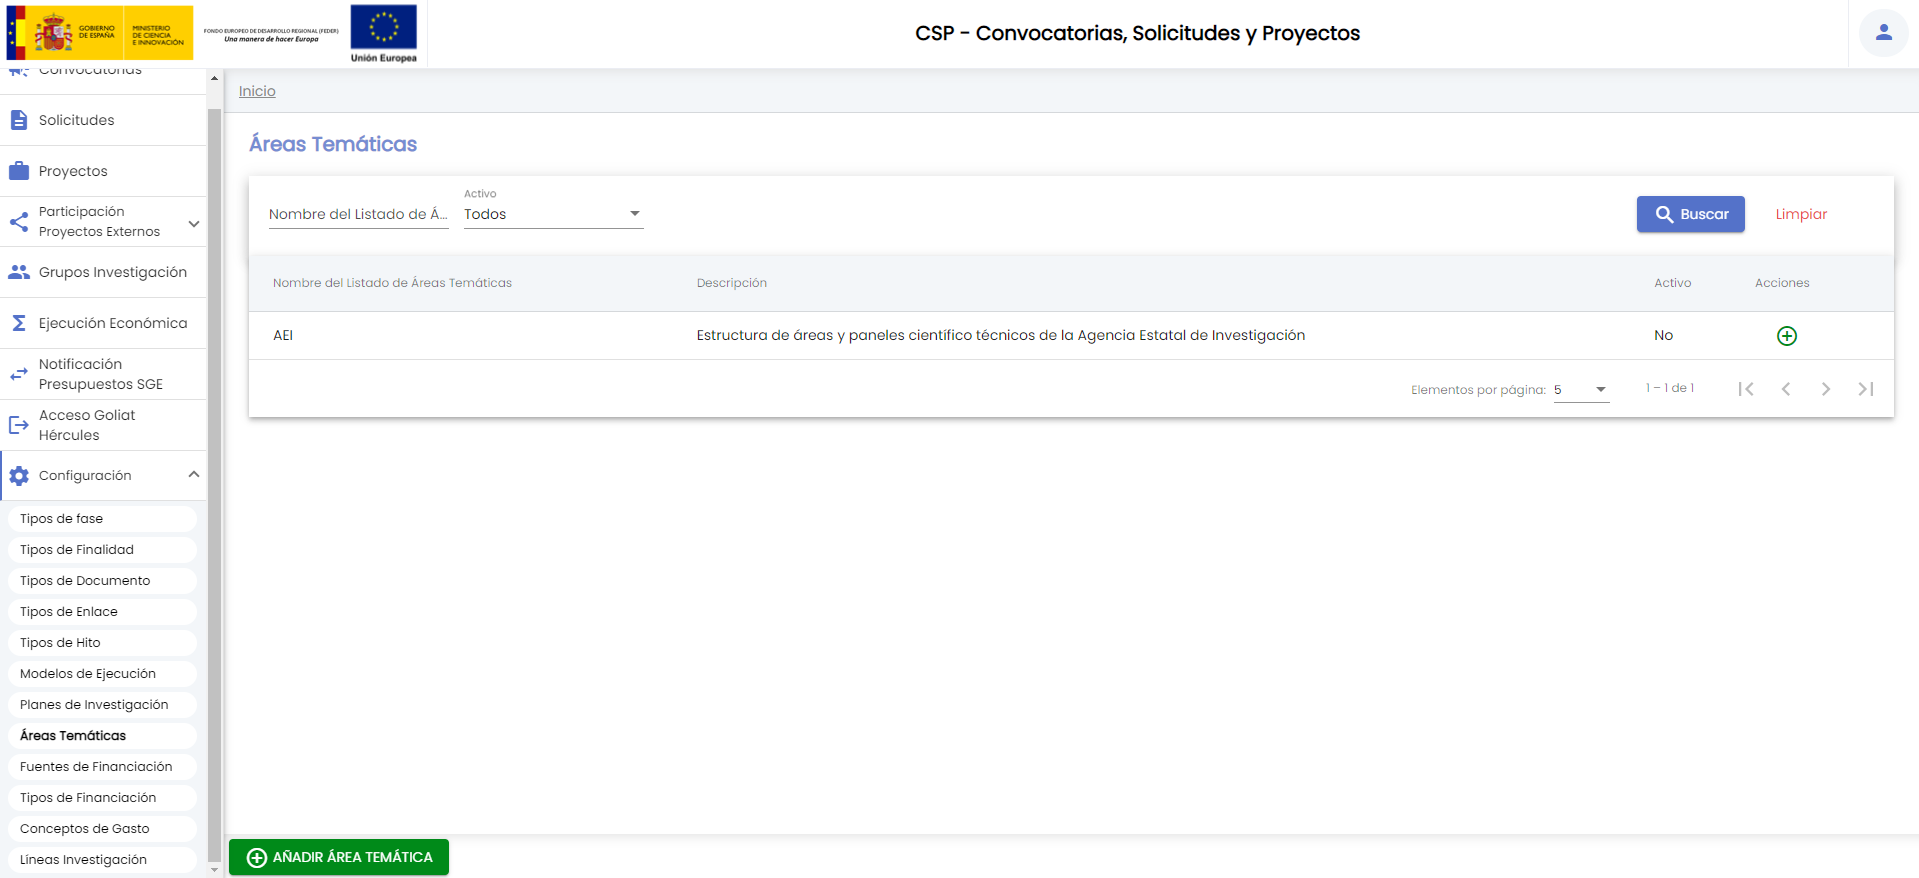 GOBIERNO
DE ESPAÑA
MINISTERIO
DE CIENCIA
E INNOVACIÓN
FONDO EUROPEO DE DESARROLLO REGIONAL (FEDER)
Una manera de hacer Europa
Unión Europea
CSP - Convocatorias, Solicitudes y Proyectos
Convocatorias
Solicitudes
Proyectos
Participación
Proyectos Externos
Grupos Investigación
Ejecución Económica
Notificación
Presupuestos SGE
Acceso Goliat
Hércules
Configuración
Tipos de fase
Tipos de Finalidad
Tipos de Documento
Tipos de Enlace
Tipos de Hito
Modelos de Ejecución
Planes de Investigación
Áreas Temáticas
Fuentes de Financiación
Tipos de Financiación
Conceptos de Gasto
Líneas Investigación
Inicio
Áreas Temáticas
Nombre del Listado de Á...
Activo
Todos
Buscar
Limpiar
Nombre del Listado de Áreas Temáticas Descripción Activo Acciones
AEI Estructura de áreas y paneles científico técnicos de la Agencia Estatal de Investigación No
Elementos por página: 5 1 – 1 de 1
AÑADIR ÁREA TEMÁTICA